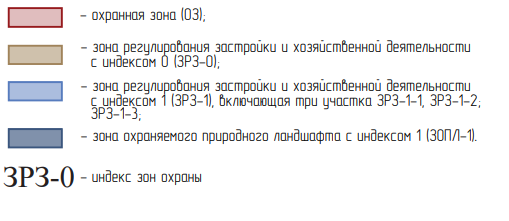 – охранная зона (ОЗ);
– зона регулирования застройки и хозяйственной деятельности
с индексом 0 (ЗРЗ-0);
– зона регулирования застройки и хозяйственной деятельности
с индексом 1 (ЗРЗ-1), включающая три участка ЗРЗ-1-1, ЗРЗ-1-2;
ЗРЗ-1-3;
– зона охраняемого природного ландшафта с индексом 1 (ЗОПЛ-1).
ЗРЗ-0 – индекс зон охраны